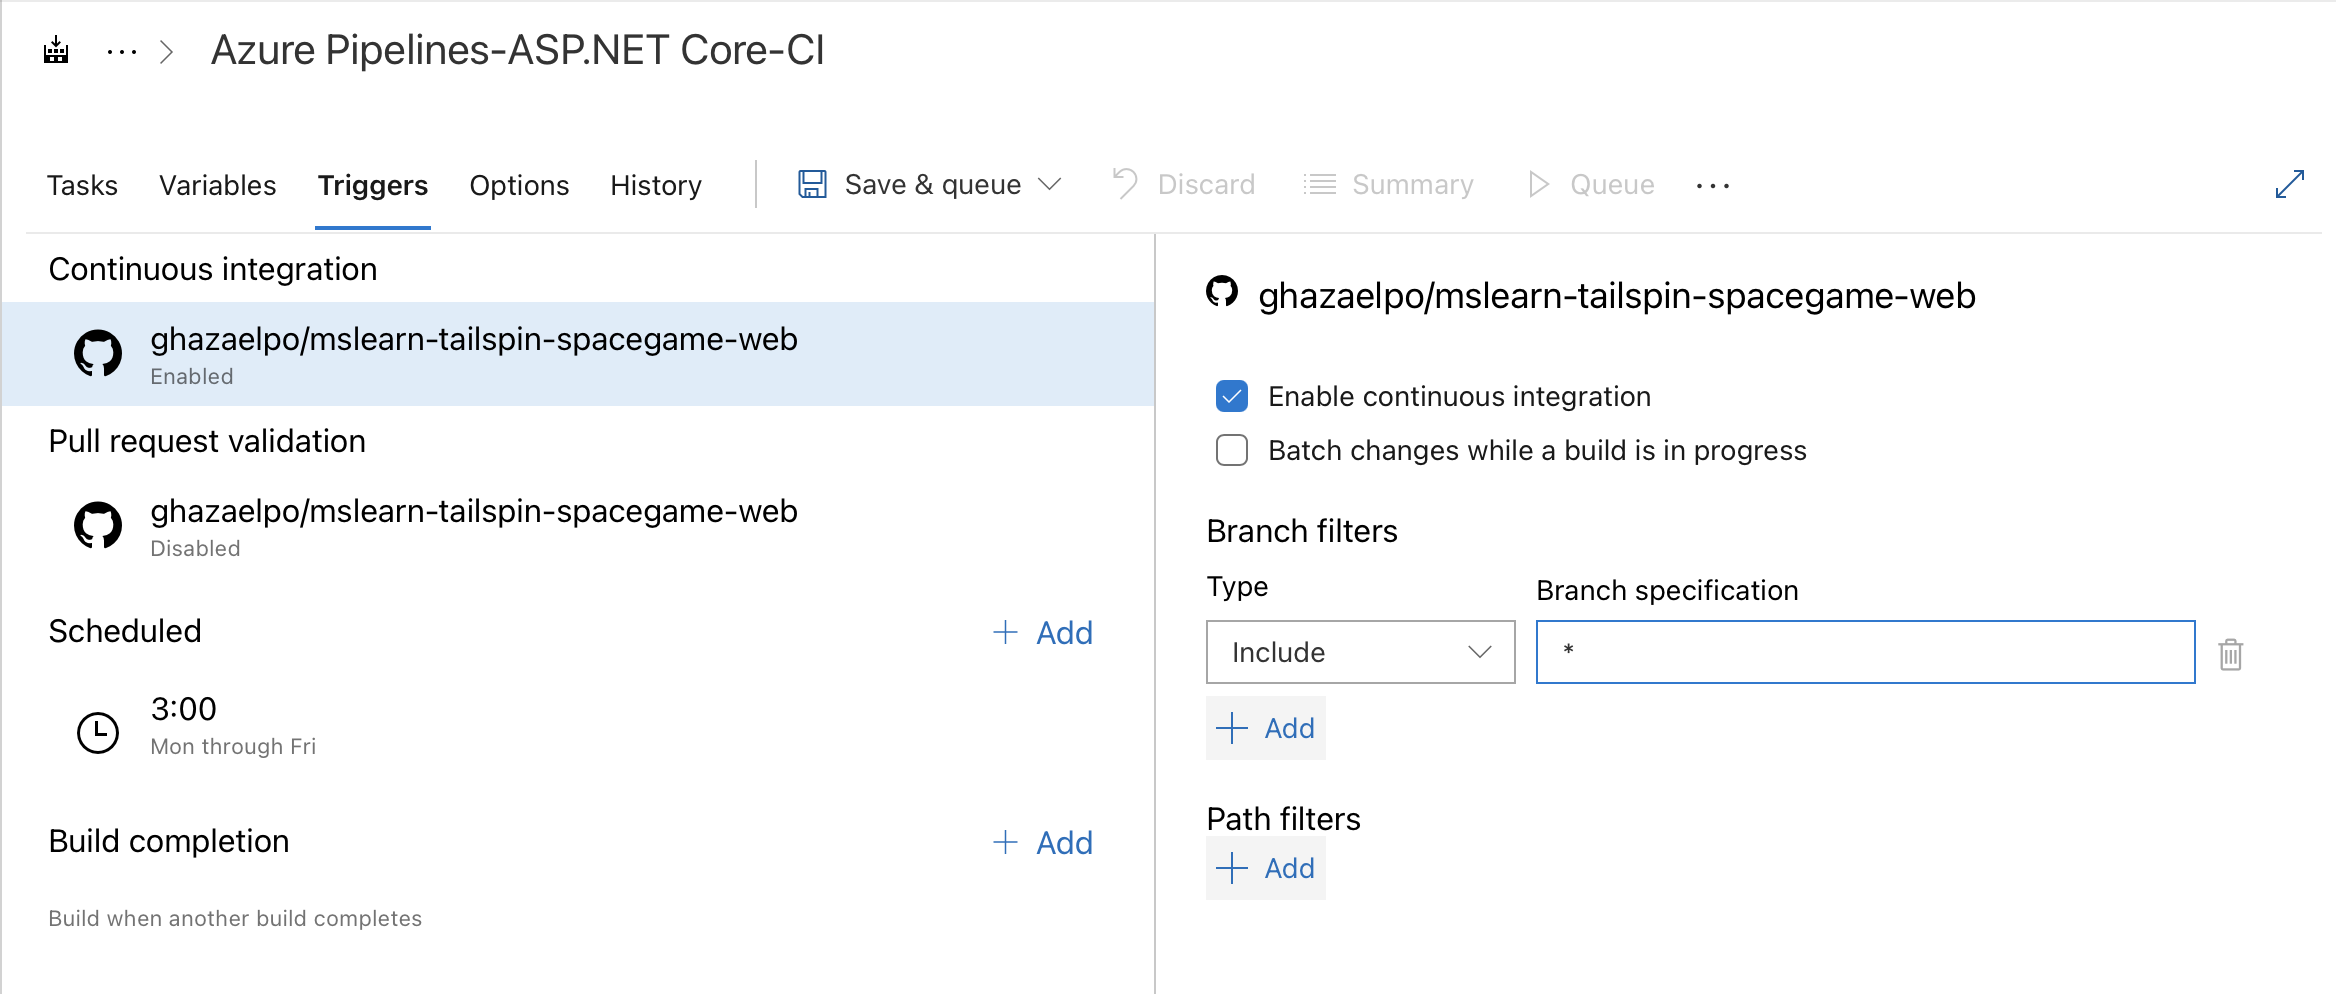 Azure Pipelines-ASP.NET Core-CI
Tasks Variables Triggers Options History Save & queue Discard Summary Queue
Continuous integration
ghazaelpo/mslearn-tailspin-spacegame-web
Enabled
Pull request validation
ghazaelpo/mslearn-tailspin-spacegame-web
Disabled
Scheduled + Add
3:00
Mon through Fri
Build completion + Add
Build when another build completes
ghazaelpo/mslearn-tailspin-spacegame-web
Enable continuous integration
Batch changes while a build is in progress
Branch filters
Type Branch specification
Include *
+ Add
Path filters
+ Add